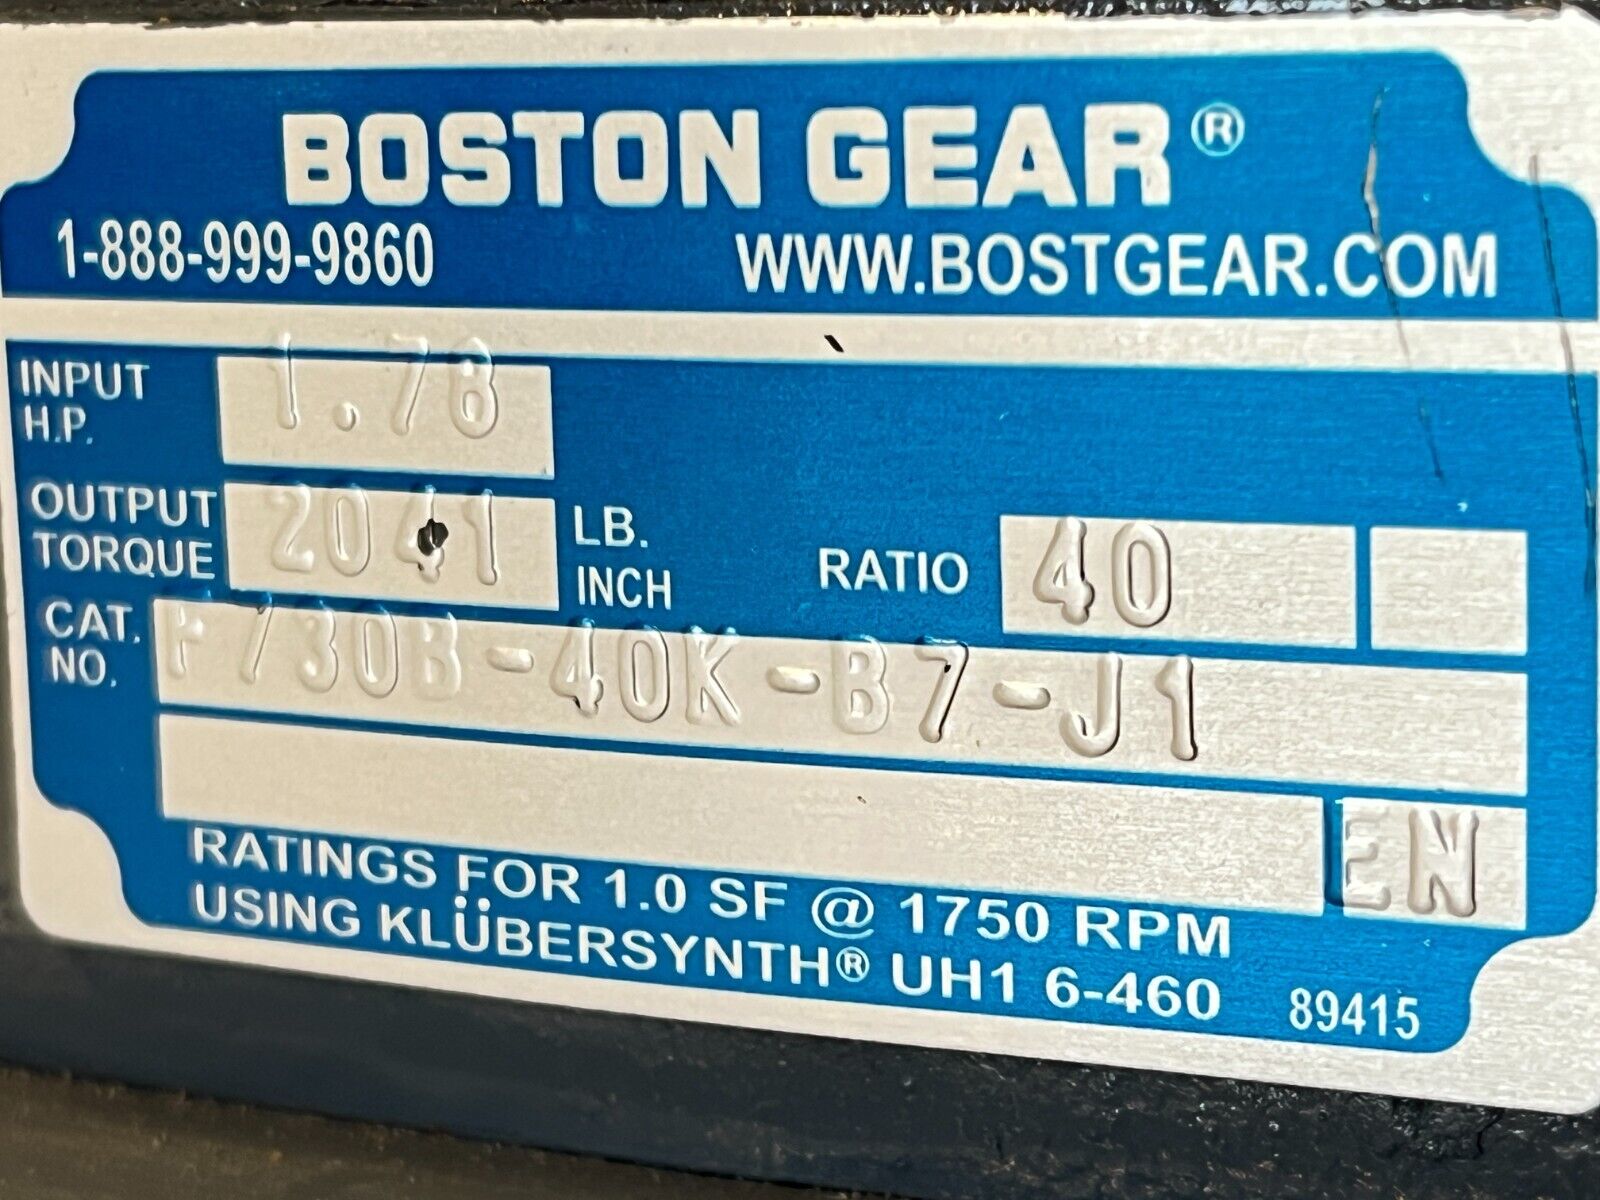 BOSTON GEAR®
1-888-999-9860 WWW.BOSTGEAR.COM
INPUT H.P. 1.78
OUTPUT TORQUE 2041 LB. INCH RATIO 40
CAT. NO. F730B-40K-B7-J1
EN
RATINGS FOR 1.0 SF @ 1750 RPM
USING KLÜBERSYNTH® UH1 6-460 89415